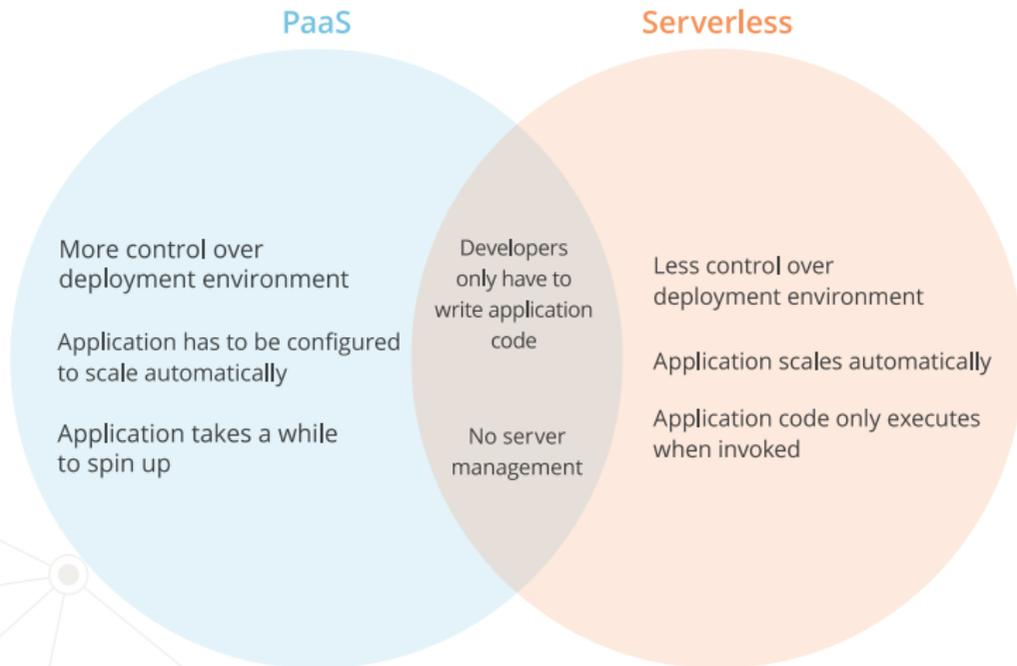 PaaS
Serverless
More control over
deployment environment
Application has to be configured
to scale automatically
Application takes a while
to spin up
Developers
only have to
write application
code
No server
management
Less control over
deployment environment
Application scales automatically
Application code only executes
when invoked